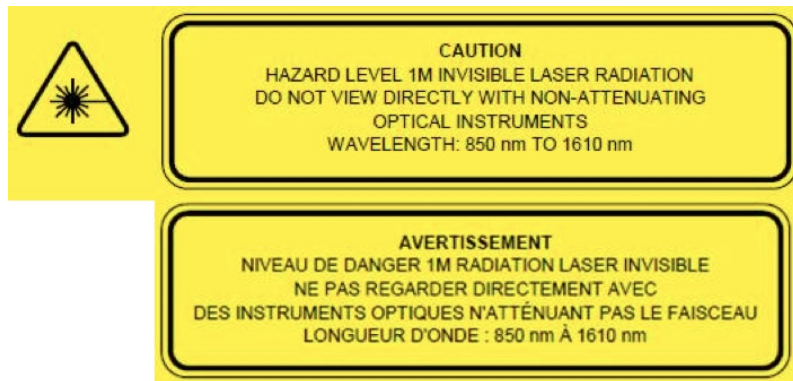 CAUTION
HAZARD LEVEL 1M INVISIBLE LASER RADIATION
DO NOT VIEW DIRECTLY WITH NON-ATTENUATING
OPTICAL INSTRUMENTS
WAVELENGTH: 850 nm TO 1610 nm
AVERTISSEMENT
NIVEAU DE DANGER 1M RADIATION LASER INVISIBLE
NE PAS REGARDER DIRECTEMENT AVEC
DES INSTRUMENTS OPTIQUES N'ATTÉNUANT PAS LE FAISCEAU
LONGUEUR D'ONDE : 850 nm À 1610 nm